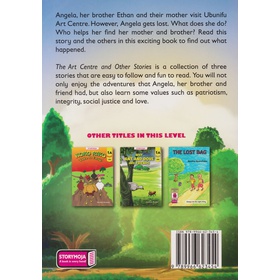 Angela, her brother Ethan and their mother visit Ubunifu
Art Centre. However, Angela gets lost. What does she do?
Who helps her find her mother and brother? Read this
story and the others in this exciting book to find out what
happened.
The Art Centre and Other Stories is a collection of three
stories that are easy to follow and fun to read. You will not
only enjoy the adventures that Angela, her brother and
friend had, but also learn some values such as patriotism,
integrity, social justice and love.
OTHER TITLES IN THIS LEVEL
THE LOST BAG
STORYMOJA